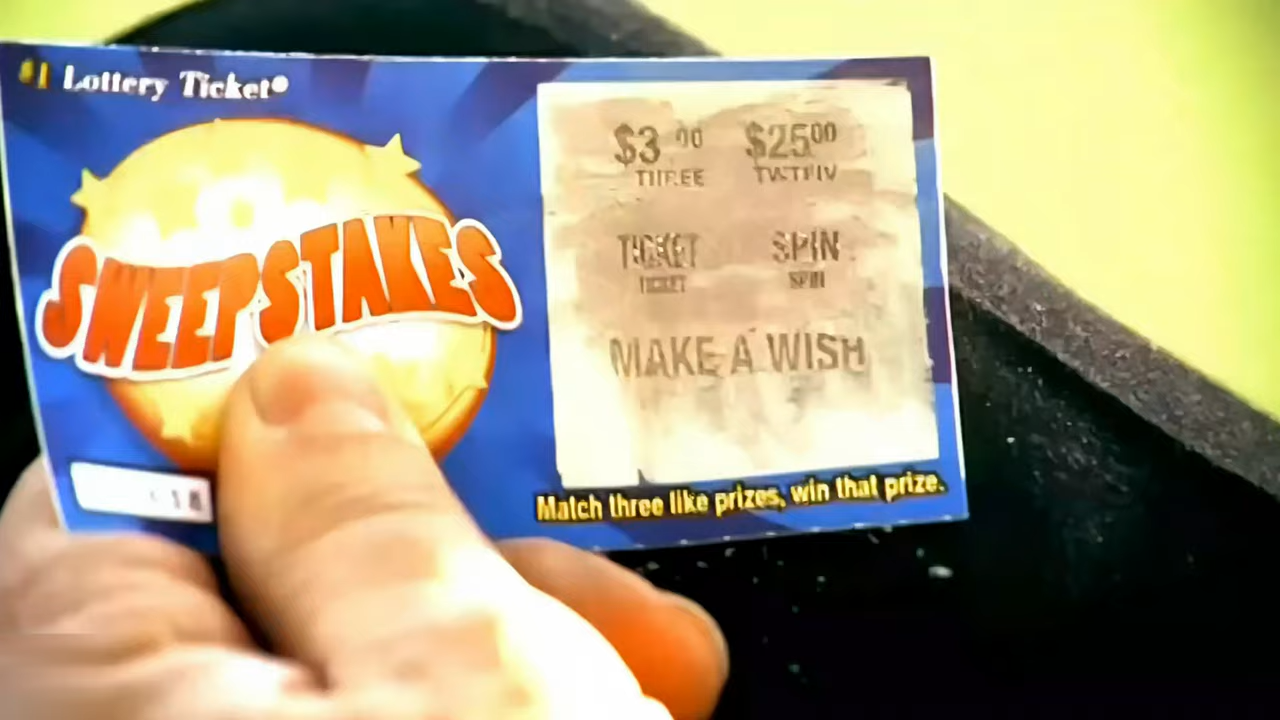 $1 Lottery Ticket®
SWEEPSTAKES
$3.00 $25.00
THREE
TICKET SPIN
TICKET SPIN
MAKE A WISH
Match three like prizes, win that prize.